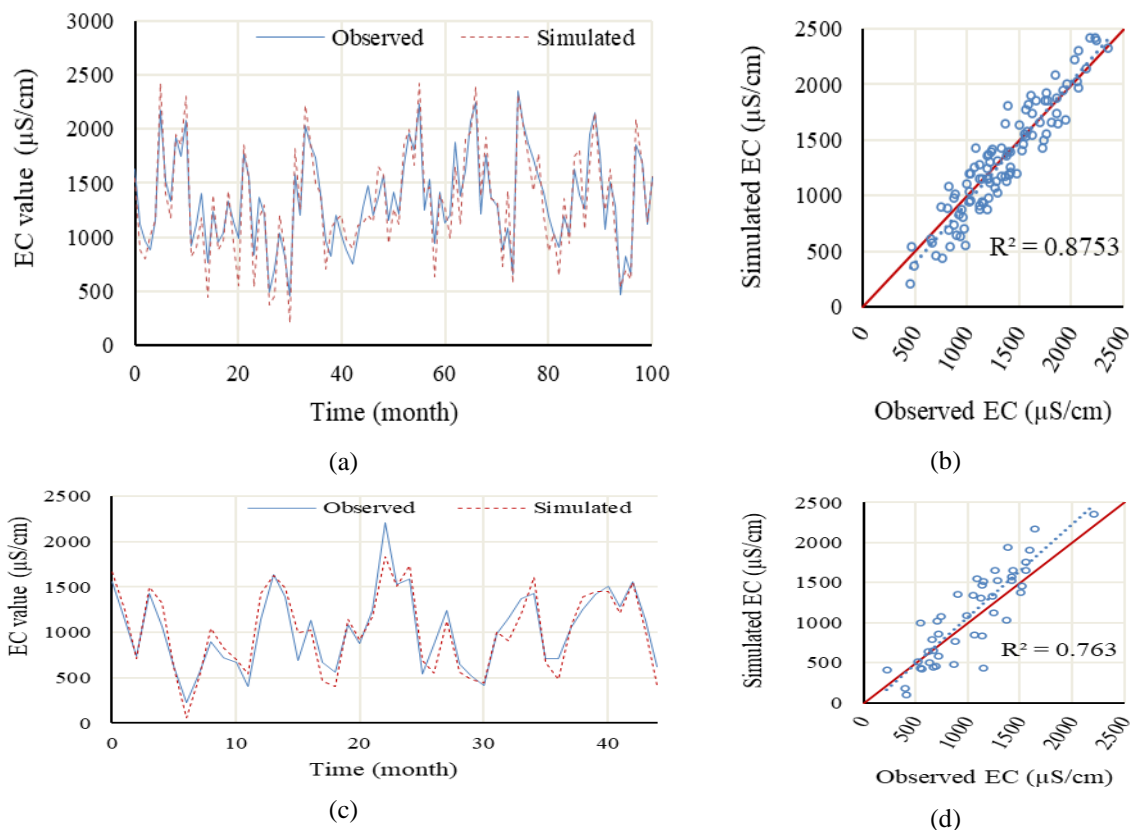 3000
2500
2000
1500
1000
500
0
EC value (µS/cm)
Observed
Simulated
0 20 40 60 80 100
Time (month)
(a)
2500
2000
1500
1000
500
0
Simulated EC (µS/cm)
R² = 0.8753
0 500 1000 1500 2000 2500
Observed EC (µS/cm)
(b)
2500
2000
1500
1000
500
0
EC value (µS/cm)
Observed
Simulated
0 10 20 30 40
Time (month)
(c)
2500
2000
1500
1000
500
0
Simulated EC (µS/cm)
R² = 0.763
0 500 1000 1500 2000 2500
Observed EC (µS/cm)
(d)